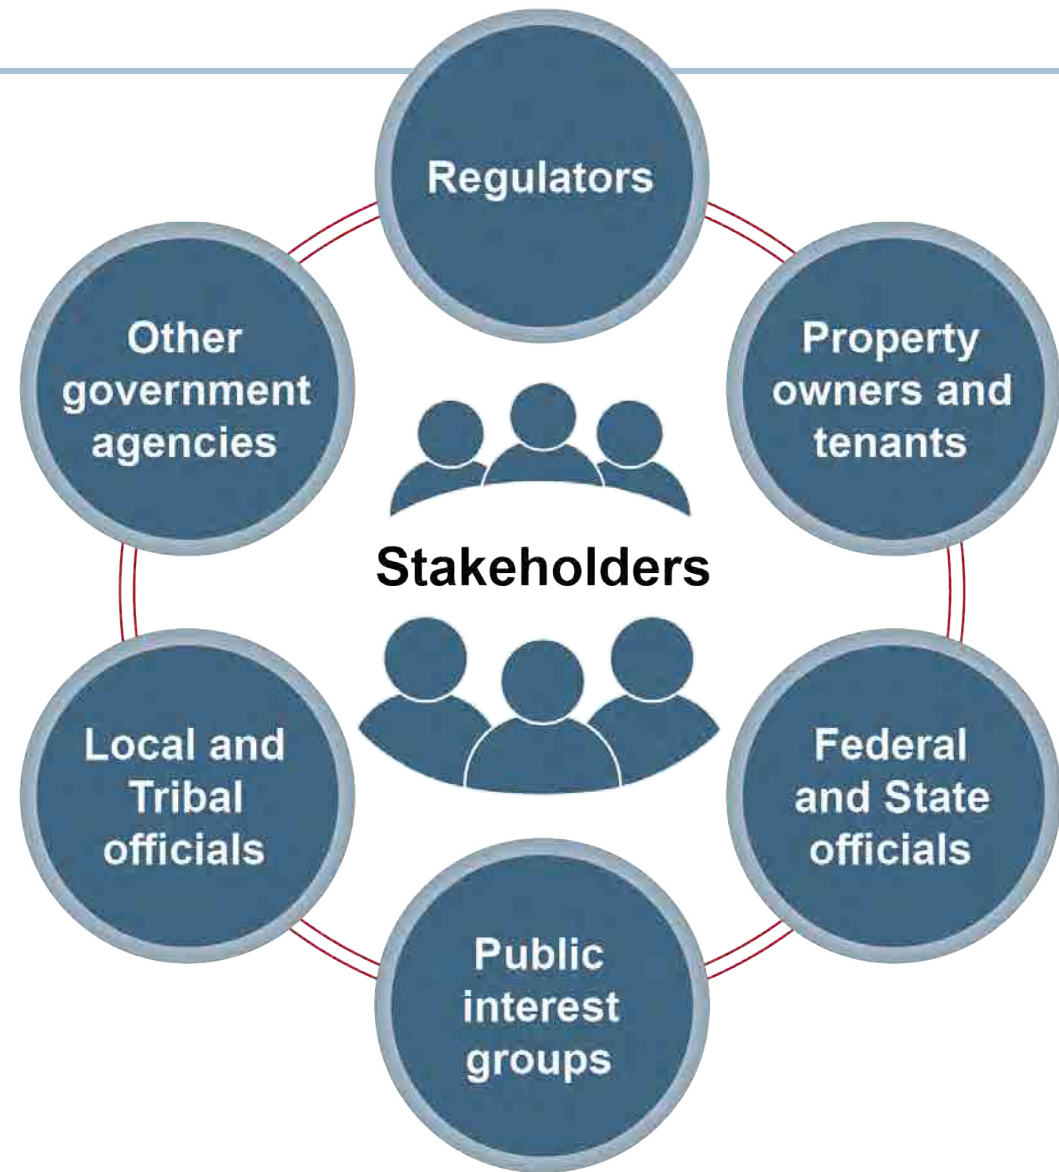 Regulators
Other
government
agencies
Property
owners and
tenants
Stakeholders
Local and
Tribal
officials
Federal
and State
officials
Public
interest
groups